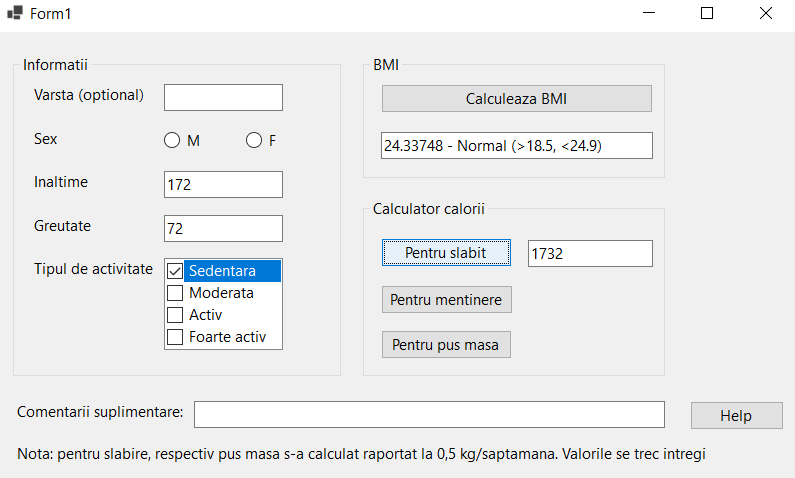 Form1
Informatii
Varsta (optional)
Sex
M
F
Inaltime
172
Greutate
72
Tipul de activitate
Sedentara
Moderata
Activ
Foarte activ
BMI
Calculeaza BMI
24.33748 - Normal (>18.5, <24.9)
Calculator calorii
Pentru slabit
1732
Pentru mentinere
Pentru pus masa
Comentarii suplimentare:
Help
Nota: pentru slabire, respectiv pus masa s-a calculat raportat la 0,5 kg/saptamana. Valorile se trec intregi